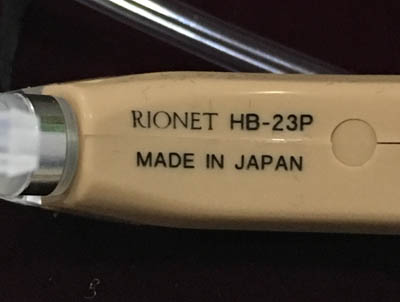 RIONET HB-23P
MADE IN JAPAN